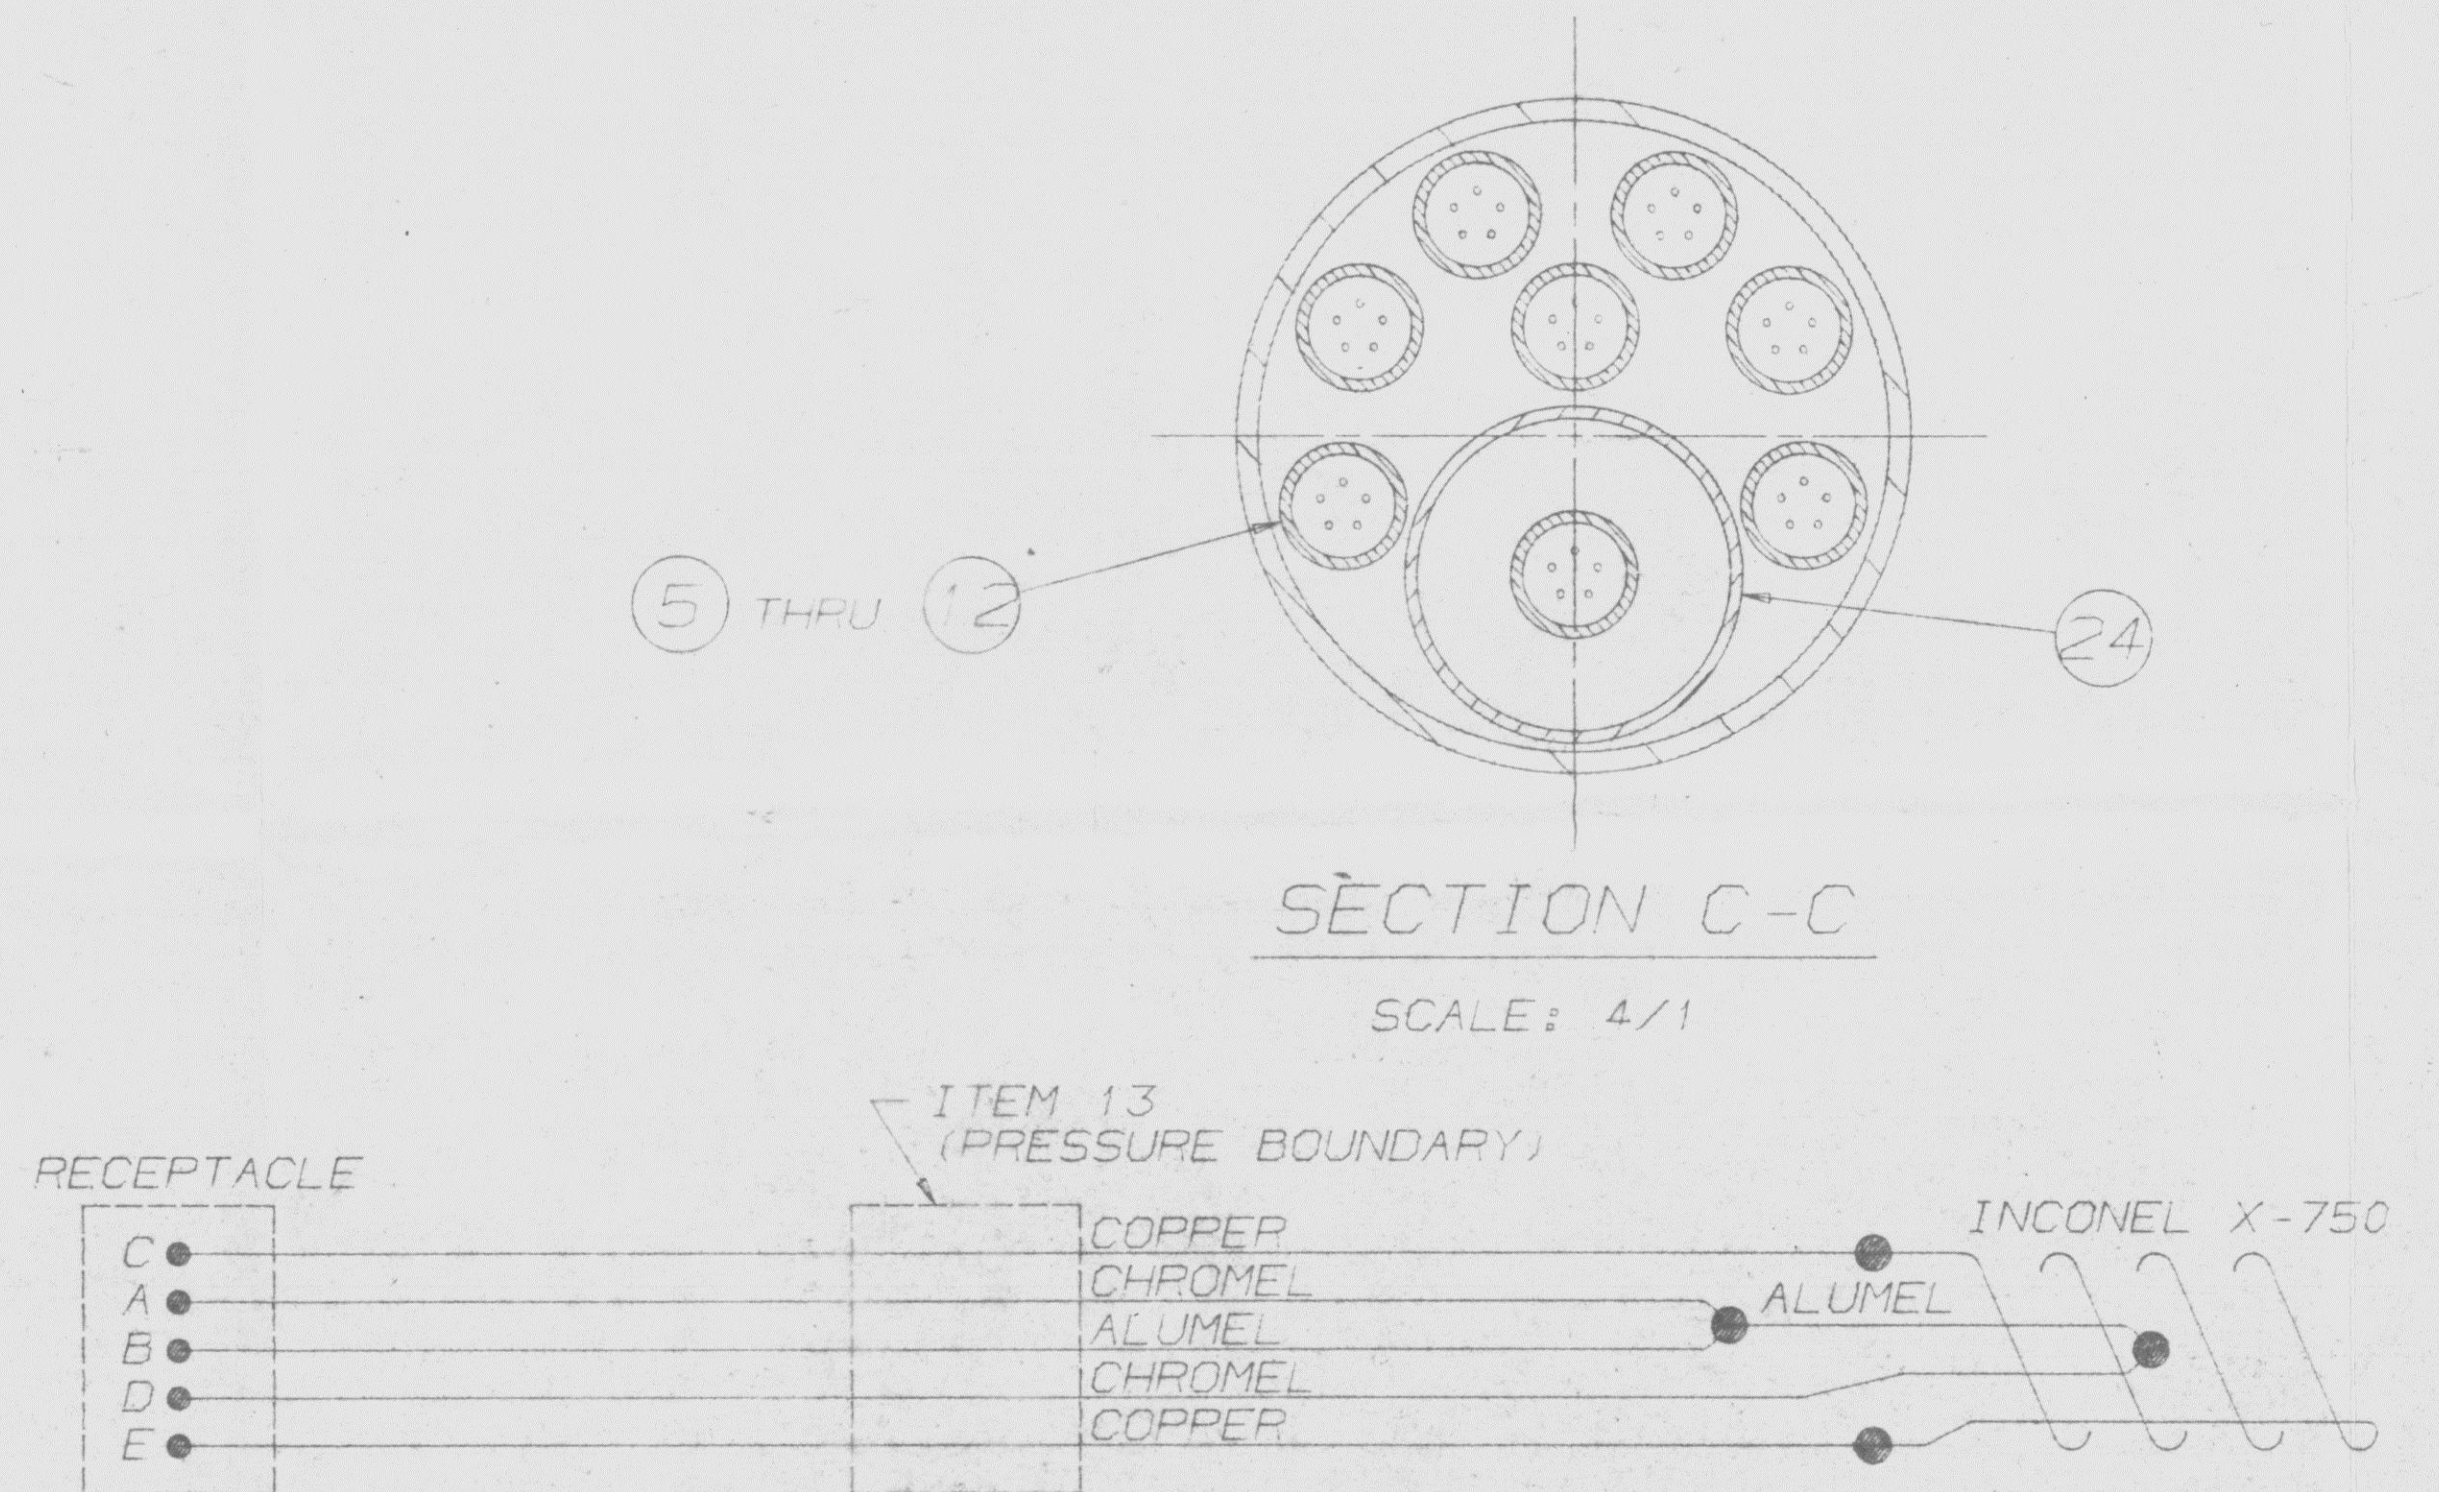 5 THRU 12
24
SECTION C-C
SCALE: 4/1
ITEM 13
(PRESSURE BOUNDARY)
RECEPTACLE
INCONEL X-750
C COPPER
A CHROMEL
ALUMEL
B ALUMEL
D CHROMEL
E COPPER